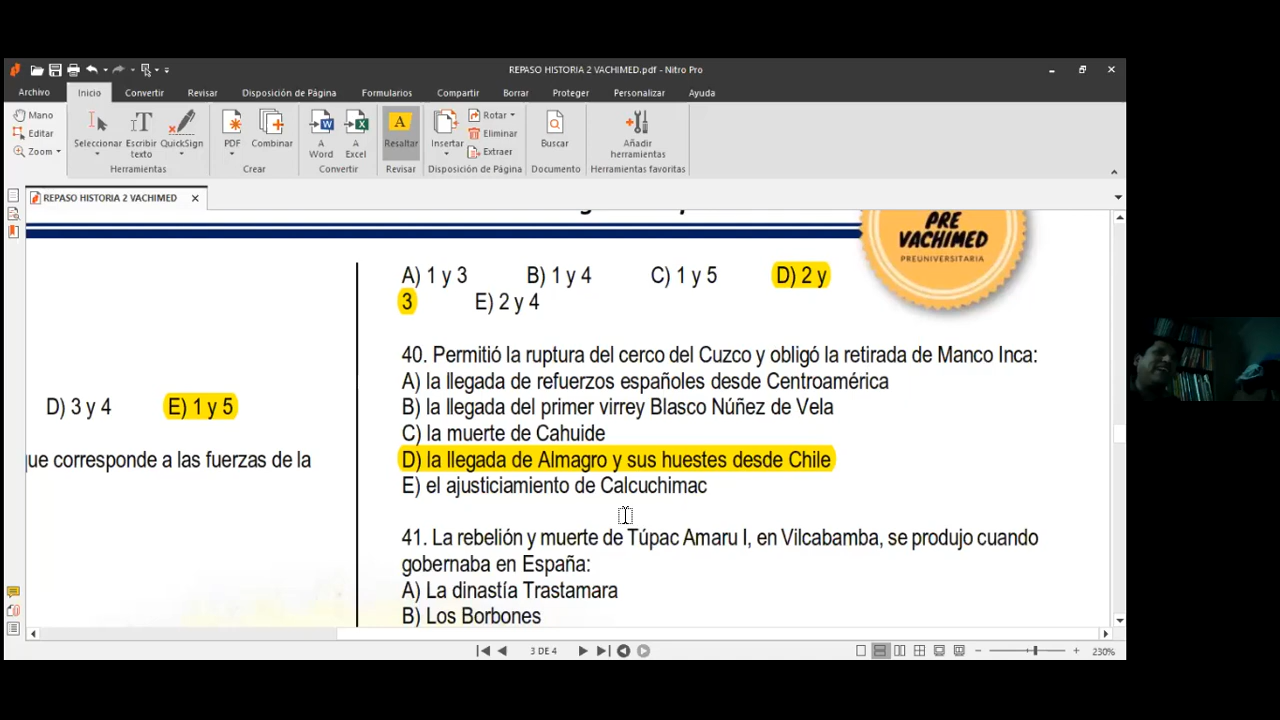 REPASO HISTORIA 2 VACHIMED.pdf - Nitro Pro
Archivo Inicio Convertir Revisar Disposición de Página Formularios Compartir Borrar Proteger Personalizar Ayuda
Mano
Editar
Zoom
Seleccionar
Escribir texto
QuickSign
Herramientas
PDF
Combinar
Crear
A Word
A Excel
Convertir
Resaltar
Revisar
Insertar
Rotar
Eliminar
Extraer
Disposición de Página
Buscar
Documento
Añadir herramientas
Herramientas favoritas
REPASO HISTORIA 2 VACHIMED
PRE
VACHIMED
PREUNIVERSITARIA
D) 3 y 4 E) 1 y 5
que corresponde a las fuerzas de la
A) 1 y 3 B) 1 y 4 C) 1 y 5 D) 2 y
3 E) 2 y 4
40. Permitió la ruptura del cerco del Cuzco y obligó la retirada de Manco Inca:
A) la llegada de refuerzos españoles desde Centroamérica
B) la llegada del primer virrey Blasco Núñez de Vela
C) la muerte de Cahuide
D) la llegada de Almagro y sus huestes desde Chile
E) el ajusticiamiento de Calcuchimac
41. La rebelión y muerte de Túpac Amaru I, en Vilcabamba, se produjo cuando
gobernaba en España:
A) La dinastía Trastamara
B) Los Borbones
3 DE 4
230%